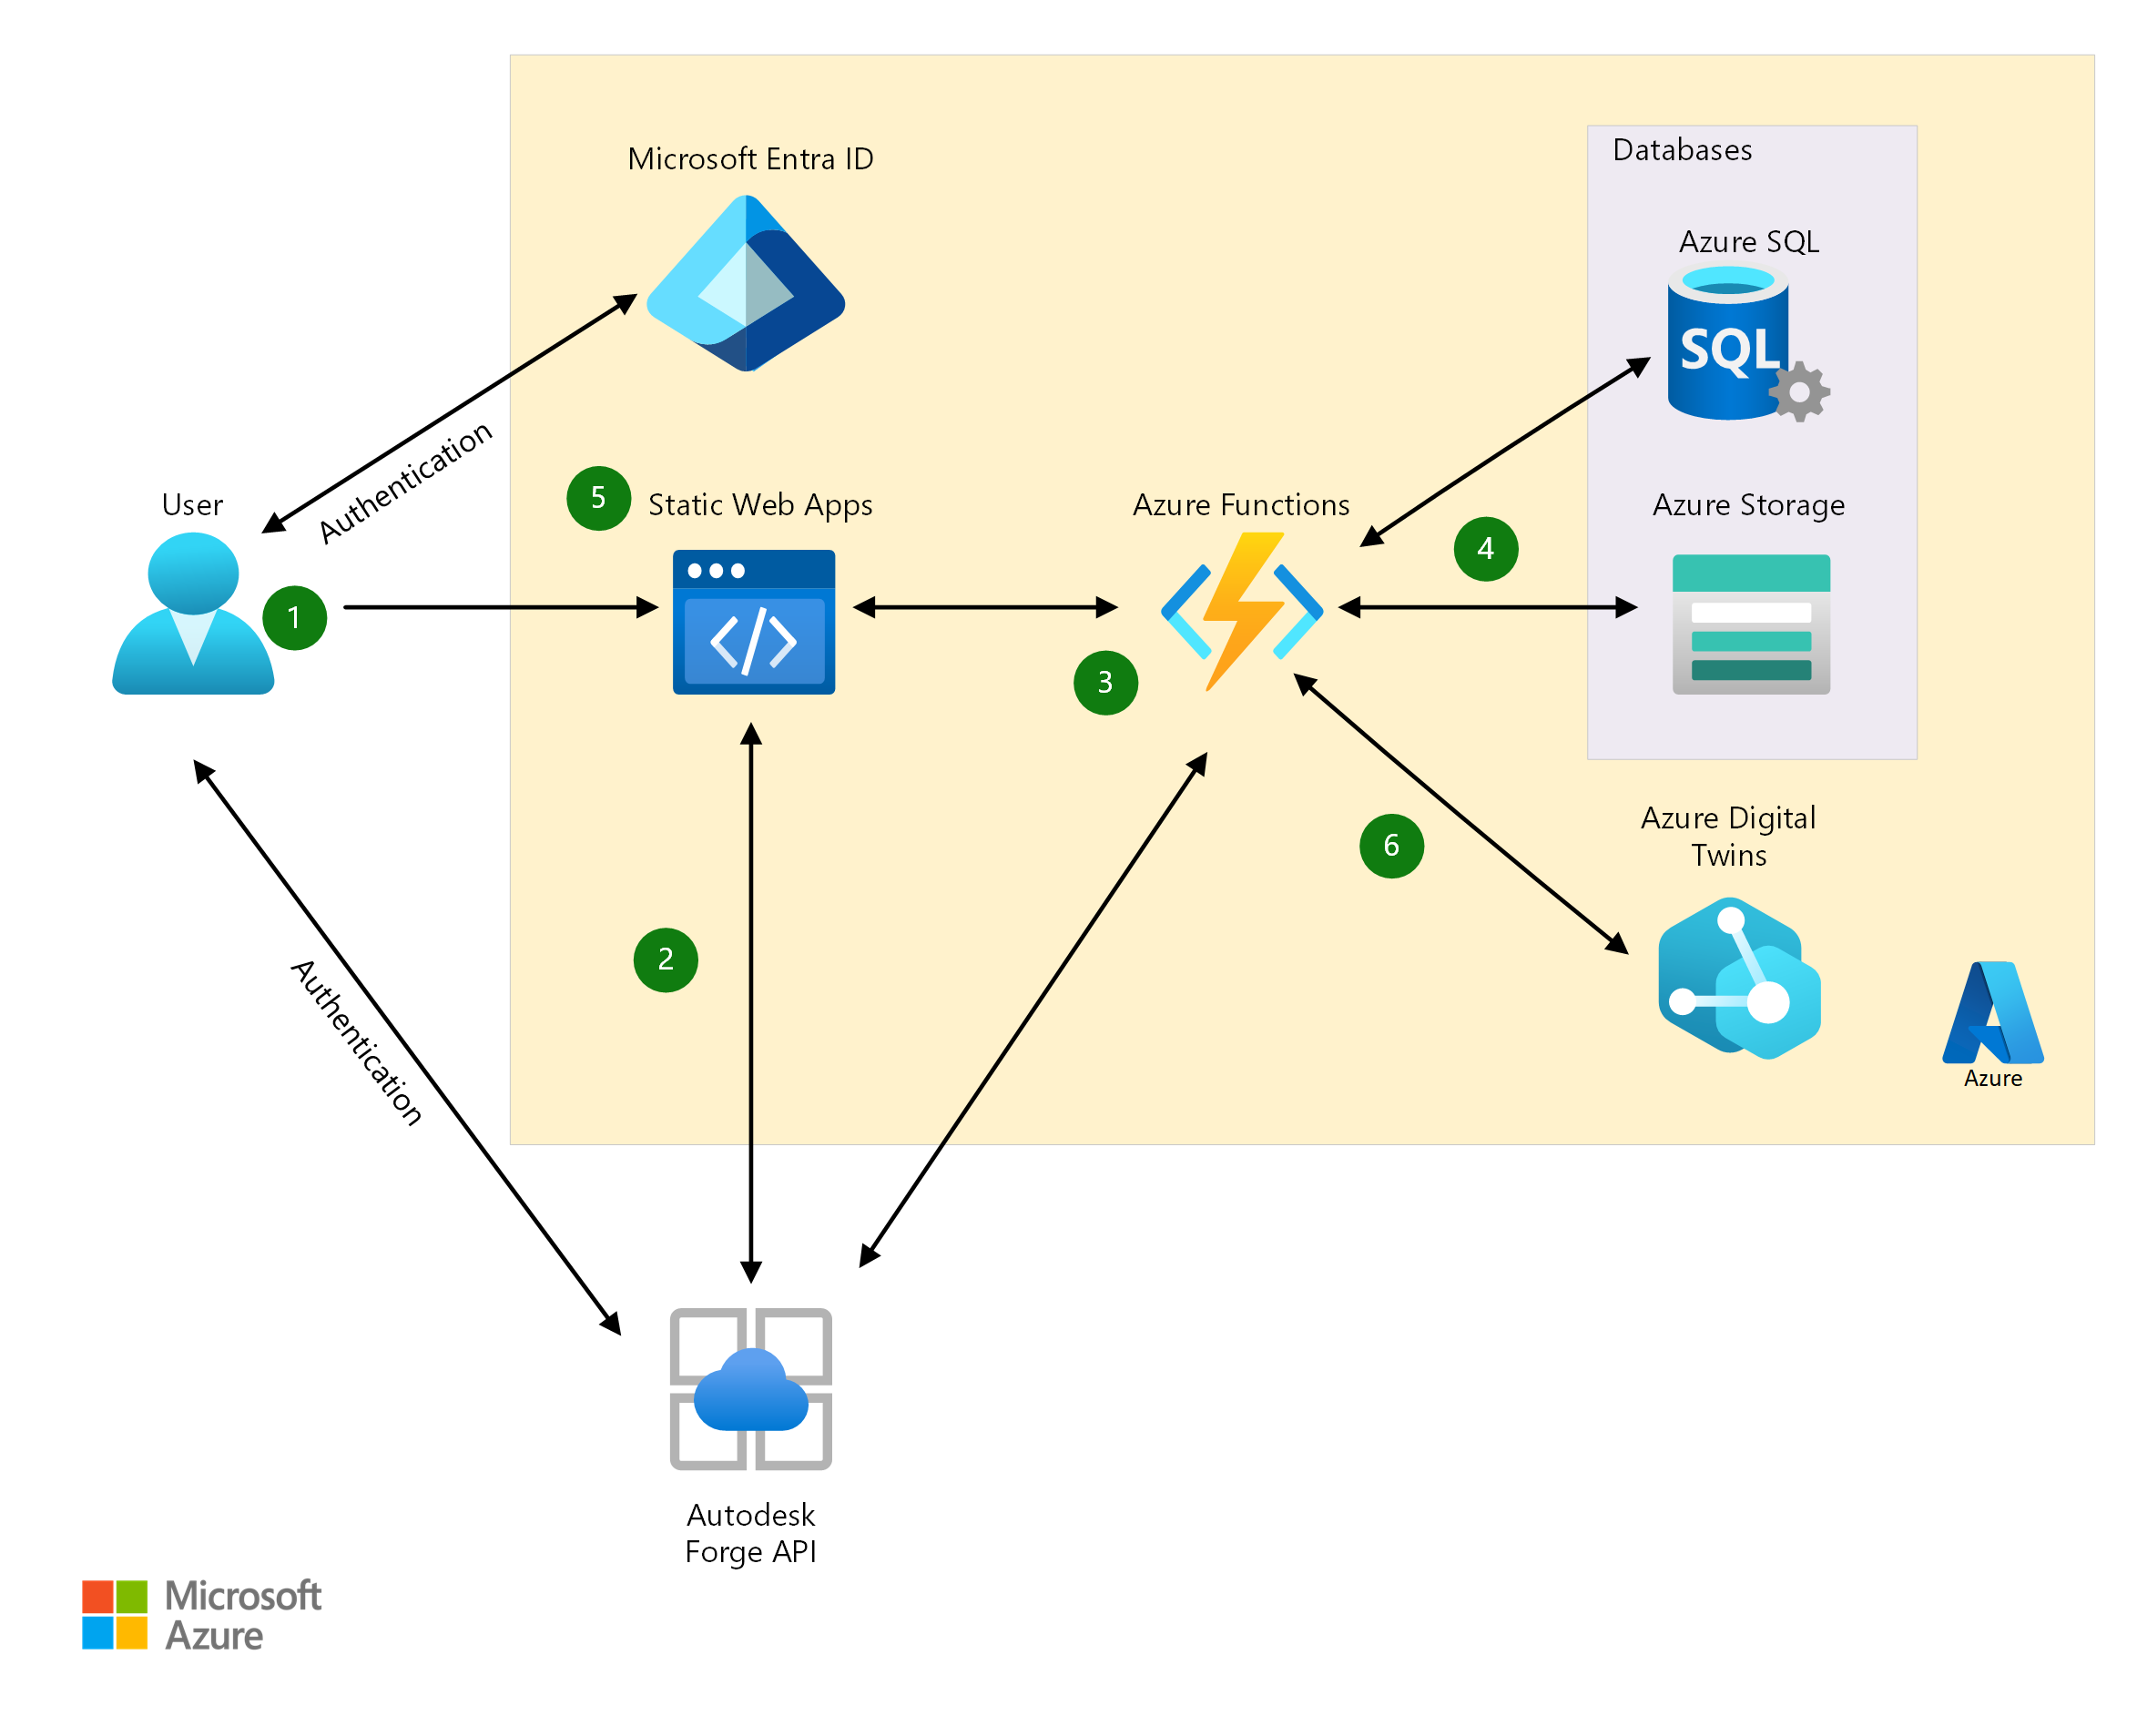 Microsoft Entra ID
Databases
Azure SQL
SQL
Authentication
User
5
Static Web Apps
Azure Functions
Azure Storage
4
1
3
Azure Digital
Twins
6
2
Authentication
Azure
Autodesk
Forge API
Microsoft
Azure